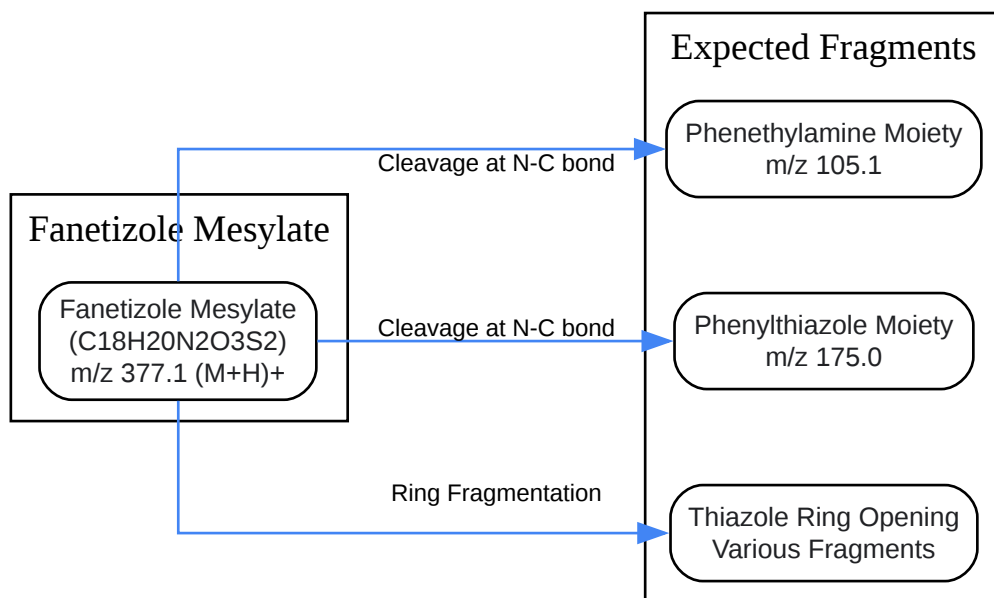 Expected Fragments
Phenethylamine Moiety
m/z 105.1
Cleavage at N-C bond
Fanetizole Mesylate
Fanetizole Mesylate
(C18H20N2O3S2)
m/z 377.1 (M+H)+
Cleavage at N-C bond
Phenylthiazole Moiety
m/z 175.0
Ring Fragmentation
Thiazole Ring Opening
Various Fragments